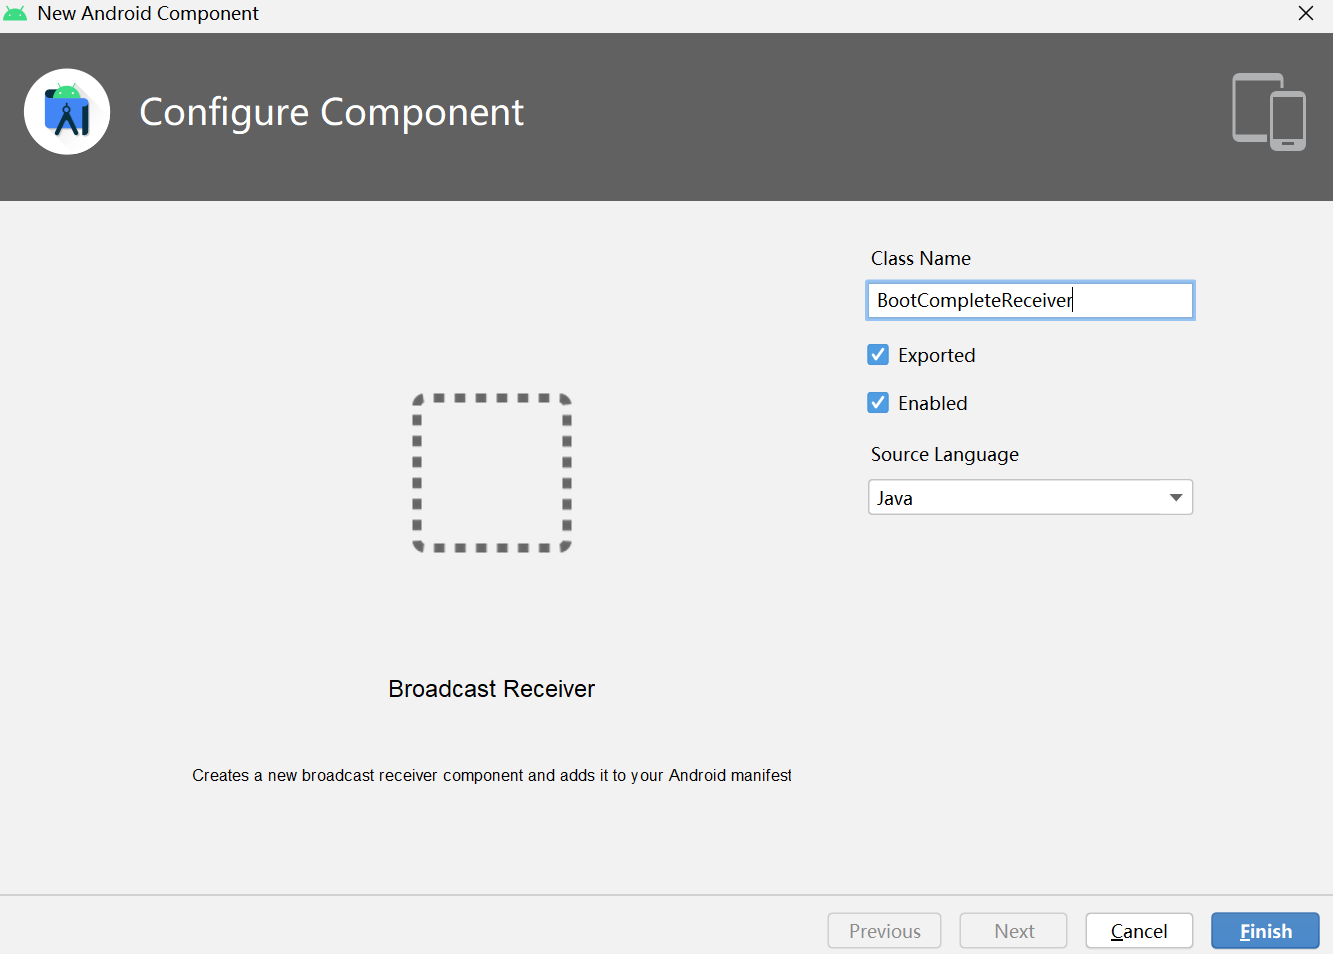 New Android Component
Configure Component
Class Name
BootCompleteReceiver
Exported
Enabled
Source Language
Java
Broadcast Receiver
Creates a new broadcast receiver component and adds it to your Android manifest
Previous
Next
Cancel
Finish